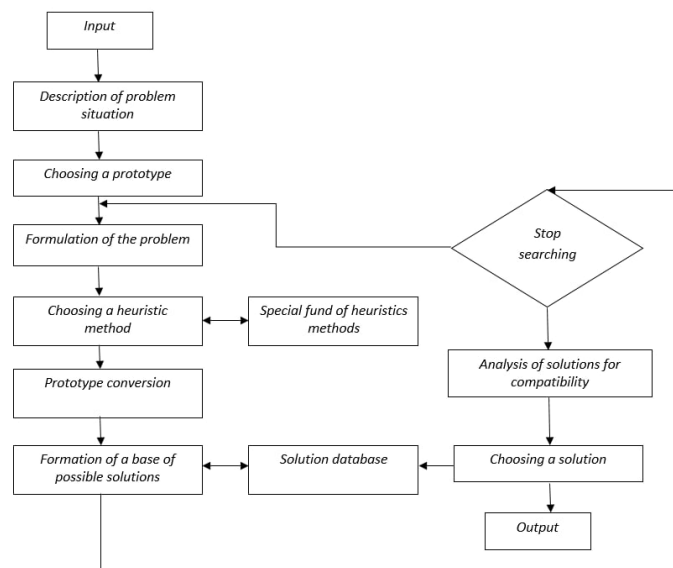 Input
Description of problem
situation
Choosing a prototype
Formulation of the problem
Choosing a heuristic
method
Special fund of heuristics
methods
Prototype conversion
Formation of a base of
possible solutions
Solution database
Stop
searching
Analysis of solutions for
compatibility
Choosing a solution
Output